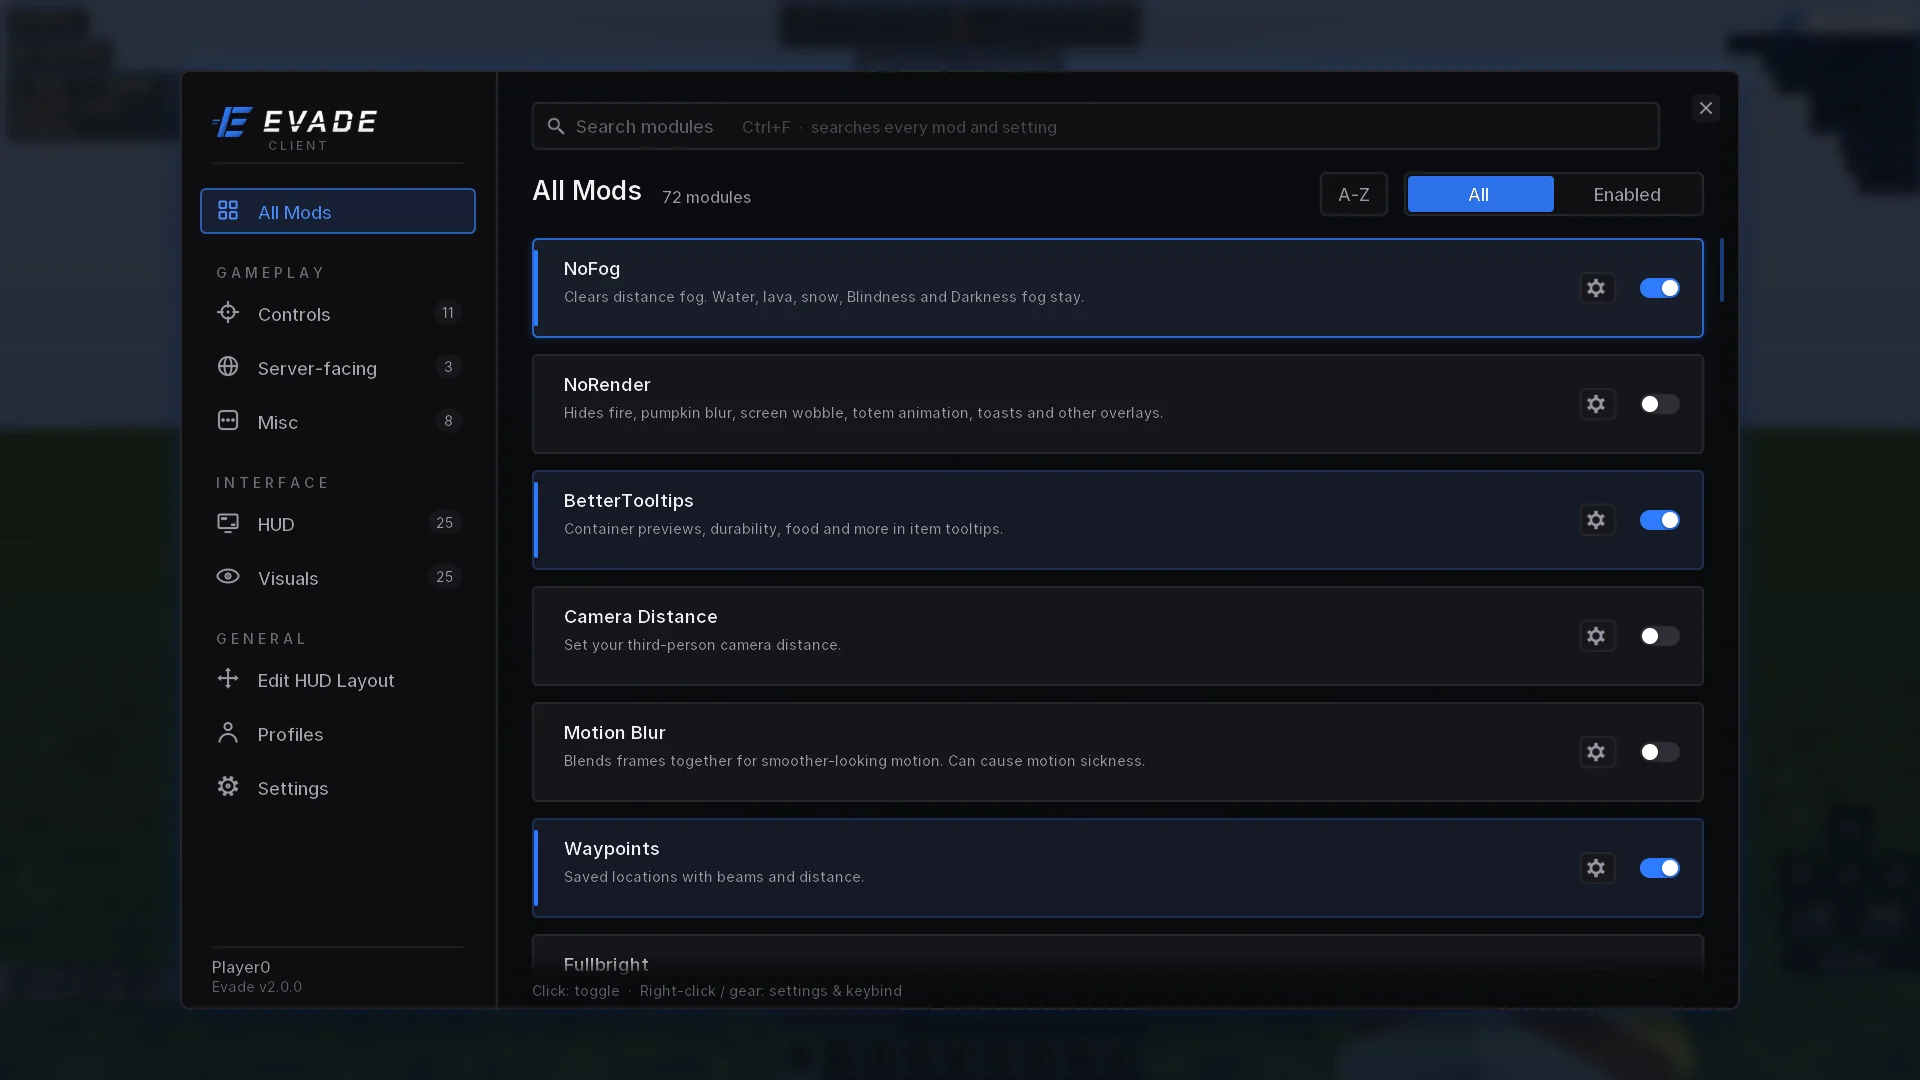 EVADE
CLIENT
All Mods
GAMEPLAY
Controls 11
Server-facing 3
Misc 8
INTERFACE
HUD 25
Visuals 25
GENERAL
Edit HUD Layout
Profiles
Settings
Player0
Evade v2.0.0
Search modules Ctrl+F · searches every mod and setting
All Mods 72 modules A-Z All Enabled
NoFog
Clears distance fog. Water, lava, snow, Blindness and Darkness fog stay.
NoRender
Hides fire, pumpkin blur, screen wobble, totem animation, toasts and other overlays.
BetterTooltips
Container previews, durability, food and more in item tooltips.
Camera Distance
Set your third-person camera distance.
Motion Blur
Blends frames together for smoother-looking motion. Can cause motion sickness.
Waypoints
Saved locations with beams and distance.
Fullbright
Click: toggle · Right-click / gear: settings & keybind